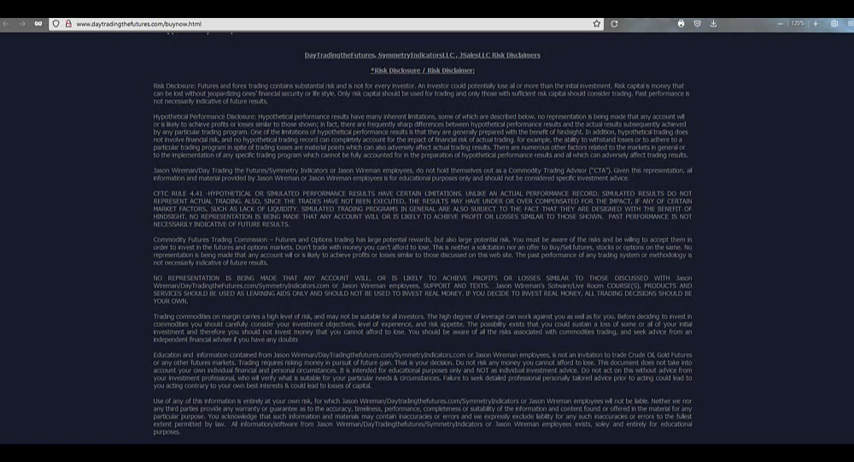 www.daytradingthefutures.com/buynow.html
120%
DayTradingtheFutures, SymmetryIndicatorsLLC, JSalesLLC Risk Disclaimers
*Risk Disclosure / Risk Disclaimer:
Risk Disclosure: Futures and forex trading contains substantial risk and is not for every investor. An investor could potentially lose all or more than the initial investment. Risk capital is money that
can be lost without jeopardizing ones' financial security or life style. Only risk capital should be used for trading and only those with sufficient risk capital should consider trading. Past performance is
not necessarily indicative of future results.
Hypothetical Performance Disclosure: Hypothetical performance results have many inherent limitations, some of which are described below. no representation is being made that any account will
or is likely to achieve profits or losses similar to those shown; in fact, there are frequently sharp differences between hypothetical performance results and the actual results subsequently achieved
by any particular trading program. One of the limitations of hypothetical performance results is that they are generally prepared with the benefit of hindsight. In addition, hypothetical trading does
not involve financial risk, and no hypothetical trading record can completely account for the impact of financial risk of actual trading. for example, the ability to withstand losses or to adhere to a
particular trading program in spite of trading losses are material points which can also adversely affect actual trading results. There are numerous other factors related to the markets in general or
to the implementation of any specific trading program which cannot be fully accounted for in the preparation of hypothetical performance results and all which can adversely affect trading results.
Jason Wireman/Day Trading the Futures/Symmetry Indicators or Jason Wireman employees, do not hold themselves out as a Commodity Trading Advisor ("CTA"). Given this representation, all
information and material provided by Jason Wireman or Jason Wireman employees is for educational purposes only and should not be considered specific investment advice.
CFTC RULE 4.41 -HYPOTHETICAL OR SIMULATED PERFORMANCE RESULTS HAVE CERTAIN LIMITATIONS. UNLIKE AN ACTUAL PERFORMANCE RECORD, SIMULATED RESULTS DO NOT
REPRESENT ACTUAL TRADING. ALSO, SINCE THE TRADES HAVE NOT BEEN EXECUTED, THE RESULTS MAY HAVE UNDER OR OVER COMPENSATED FOR THE IMPACT, IF ANY, OF CERTAIN
MARKET FACTORS, SUCH AS LACK OF LIQUIDITY. SIMULATED TRADING PROGRAMS IN GENERAL ARE ALSO SUBJECT TO THE FACT THAT THEY ARE DESIGNED WITH THE BENEFIT OF
HINDSIGHT. NO REPRESENTATION IS BEING MADE THAT ANY ACCOUNT WILL OR IS LIKELY TO ACHIEVE PROFIT OR LOSSES SIMILAR TO THOSE SHOWN. PAST PERFORMANCE IS NOT
NECESSARILY INDICATIVE OF FUTURE RESULTS.
Commodity Futures Trading Commission – Futures and Options trading has large potential rewards, but also large potential risk. You must be aware of the risks and be willing to accept them in
order to invest in the futures and options markets. Don't trade with money you can't afford to lose. This is neither a solicitation nor an offer to Buy/Sell futures, stocks or options on the same. No
representation is being made that any account will or is likely to achieve profits or losses similar to those discussed on this web site. The past performance of any trading system or methodology is
not necessarily indicative of future results.
NO REPRESENTATION IS BEING MADE THAT ANY ACCOUNT WILL, OR IS LIKELY TO ACHIEVE PROFITS OR LOSSES SIMILAR TO THOSE DISCUSSED WITH Jason
Wireman/DayTradingthefutures.com/SymmetryIndicators.com or Jason Wireman employees, SUPPORT AND TEXTS. Jason Wireman's Sotware/Live Room COURSE(S), PRODUCTS AND
SERVICES SHOULD BE USED AS LEARNING AIDS ONLY AND SHOULD NOT BE USED TO INVEST REAL MONEY. IF YOU DECIDE TO INVEST REAL MONEY, ALL TRADING DECISIONS SHOULD BE
YOUR OWN.
Trading commodities on margin carries a high level of risk, and may not be suitable for all investors. The high degree of leverage can work against you as well as for you. Before deciding to invest in
commodities you should carefully consider your investment objectives, level of experience, and risk appetite. The possibility exists that you could sustain a loss of some or all of your initial
investment and therefore you should not invest money that you cannot afford to lose. You should be aware of all the risks associated with commodities trading, and seek advice from an
independent financial adviser if you have any doubts
Education and information contained from Jason Wireman/DayTradingthefutures.com/SymmetryIndicators.com or Jason Wireman employees, is not an invitation to trade Crude Oil, Gold Futures
or any other futures markets. Trading requires risking money in pursuit of future gain. That is your decision. Do not risk any money you cannot afford to lose. This document does not take into
account your own individual financial and personal circumstances. It is intended for educational purposes only and NOT as individual investment advice. Do not act on this without advice from
your investment professional, who will verify what is suitable for your particular needs & circumstances. Failure to seek detailed professional personally tailored advice prior to acting could lead to
you acting contrary to your own best interests & could lead to losses of capital.
Use of any of this information is entirely at your own risk, for which Jason Wireman/DayTradingthefutures.com/SymmetryIndicators or Jason Wireman employees will not be liable. Neither we nor
any third parties provide any warranty or guarantee as to the accuracy, timeliness, performance, completeness or suitability of the information and content found or offered in the material for any
particular purpose. You acknowledge that such information and materials may contain inaccuracies or errors and we expressly exclude liability for any such inaccuracies or errors to the fullest
extent permitted by law. All information/software from Jason Wireman/DayTradingthefutures/SymmetryIndicators or Jason Wireman employees exists, soley and entirely for educational
purposes.